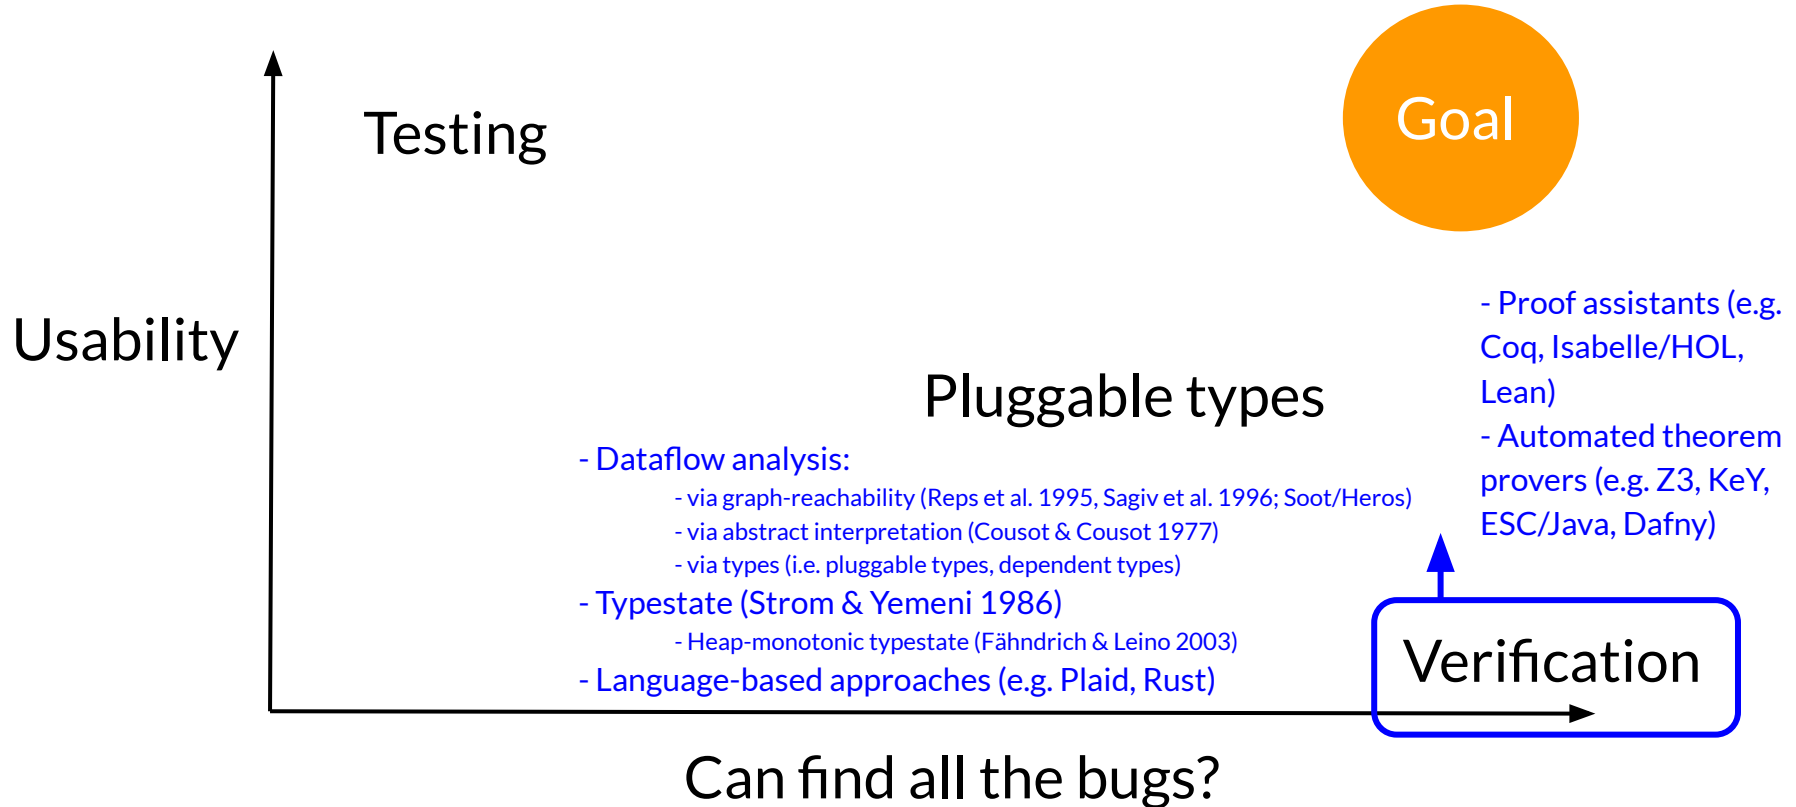 Testing
Goal
Usability
Pluggable types
- Dataflow analysis:
- via graph-reachability (Reps et al. 1995, Sagiv et al. 1996; Soot/Heros)
- via abstract interpretation (Cousot & Cousot 1977)
- via types (i.e. pluggable types, dependent types)
- Typestate (Strom & Yemeni 1986)
- Heap-monotonic typestate (Fähndrich & Leino 2003)
- Language-based approaches (e.g. Plaid, Rust)
- Proof assistants (e.g.
Coq, Isabelle/HOL,
Lean)
- Automated theorem
provers (e.g. Z3, KeY,
ESC/Java, Dafny)
Verification
Can find all the bugs?